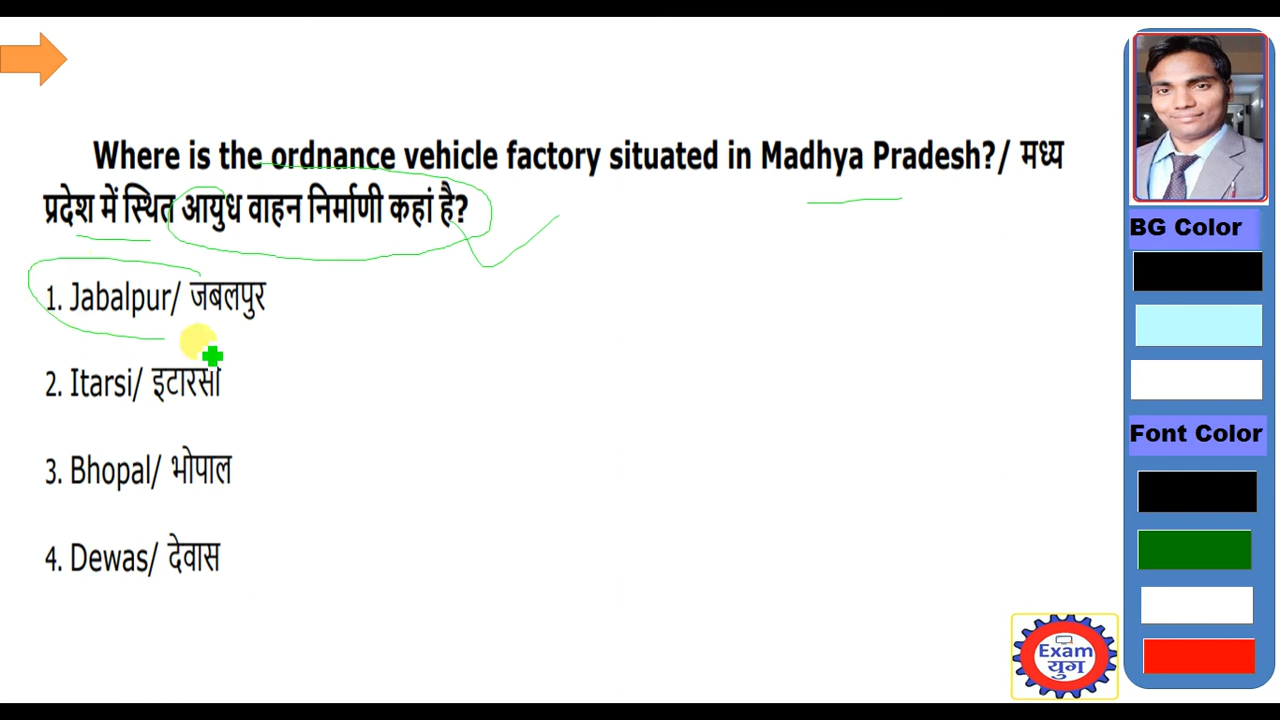 Where is the ordnance vehicle factory situated in Madhya Pradesh?/ मध्य
प्रदेश में स्थित आयुध वाहन निर्माणी कहां है?
1. Jabalpur/ जबलपुर
2. Itarsi/ इटारसी
3. Bhopal/ भोपाल
4. Dewas/ देवास
BG Color
Font Color
Exam
युग